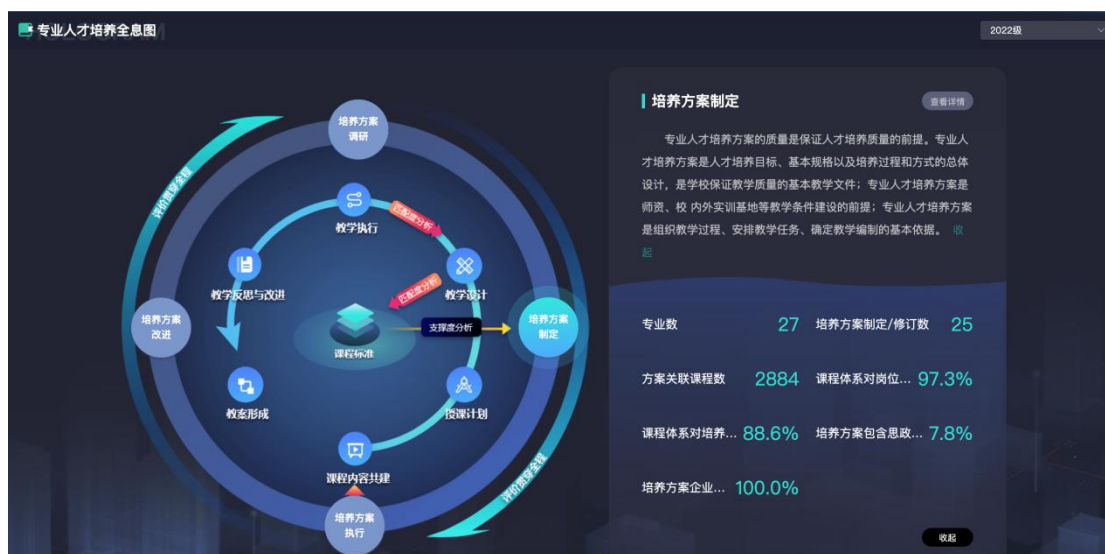 专业人才培养全息图
2022级
评价贯穿全程
培养方案
调研
教学执行
匹配度分析
教学反思与改进
匹配度分析
教学设计
培养方案
改进
课程标准
支撑度分析
培养方案
制定
教案形成
授课计划
课程内容共建
培养方案
执行
评价贯穿全程
培养方案制定
查看详情
专业人才培养方案的质量是保证人才培养质量的前提。专业人
才培养方案是人才培养目标、基本规格以及培养过程和方式的总体
设计，是学校保证教学质量的基本教学文件；专业人才培养方案是
师资、校 内外实训基地等教学条件建设的前提；专业人才培养方案
是组织教学过程、安排教学任务、确定教学编制的基本依据。 收
起
专业数 27 培养方案制定/修订数 25
方案关联课程数 2884 课程体系对岗位... 97.3%
课程体系对培养... 88.6% 培养方案包含思政... 7.8%
培养方案企业... 100.0%
收起